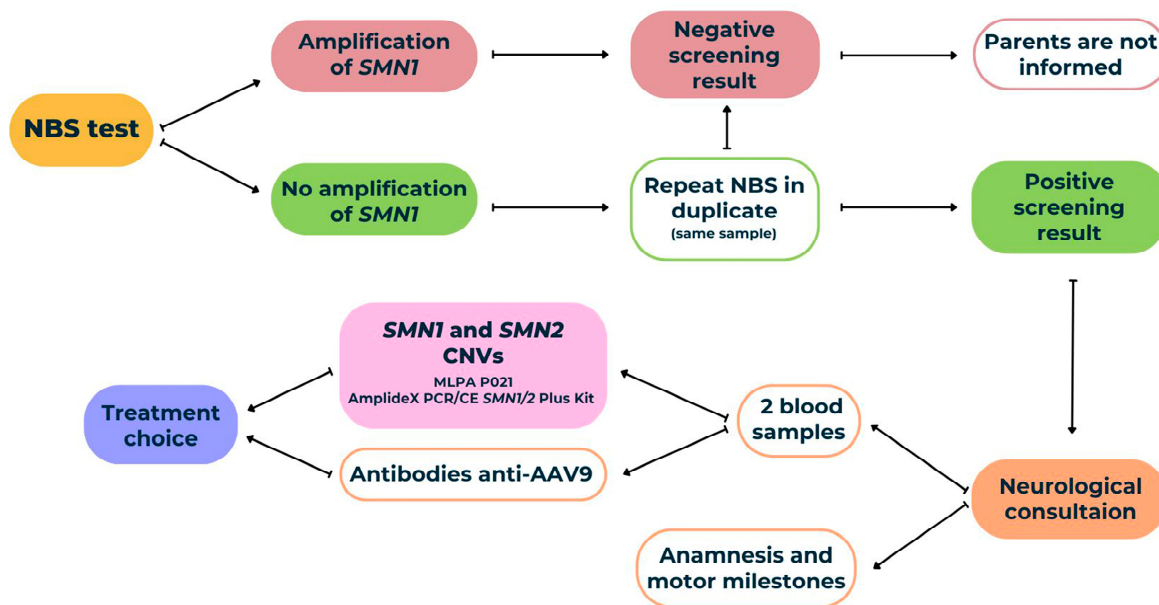 NBS test
Amplification
of SMN1
Negative
screening
result
Parents are not
informed
No amplification
of SMN1
Repeat NBS in
duplicate
(same sample)
Positive
screening
result
SMN1 and SMN2
CNVs
MLPA P021
AmplideX PCR/CE SMN1/2 Plus Kit
Treatment
choice
Antibodies anti-AAV9
2 blood
samples
Neurological
consultaion
Anamnesis and
motor milestones